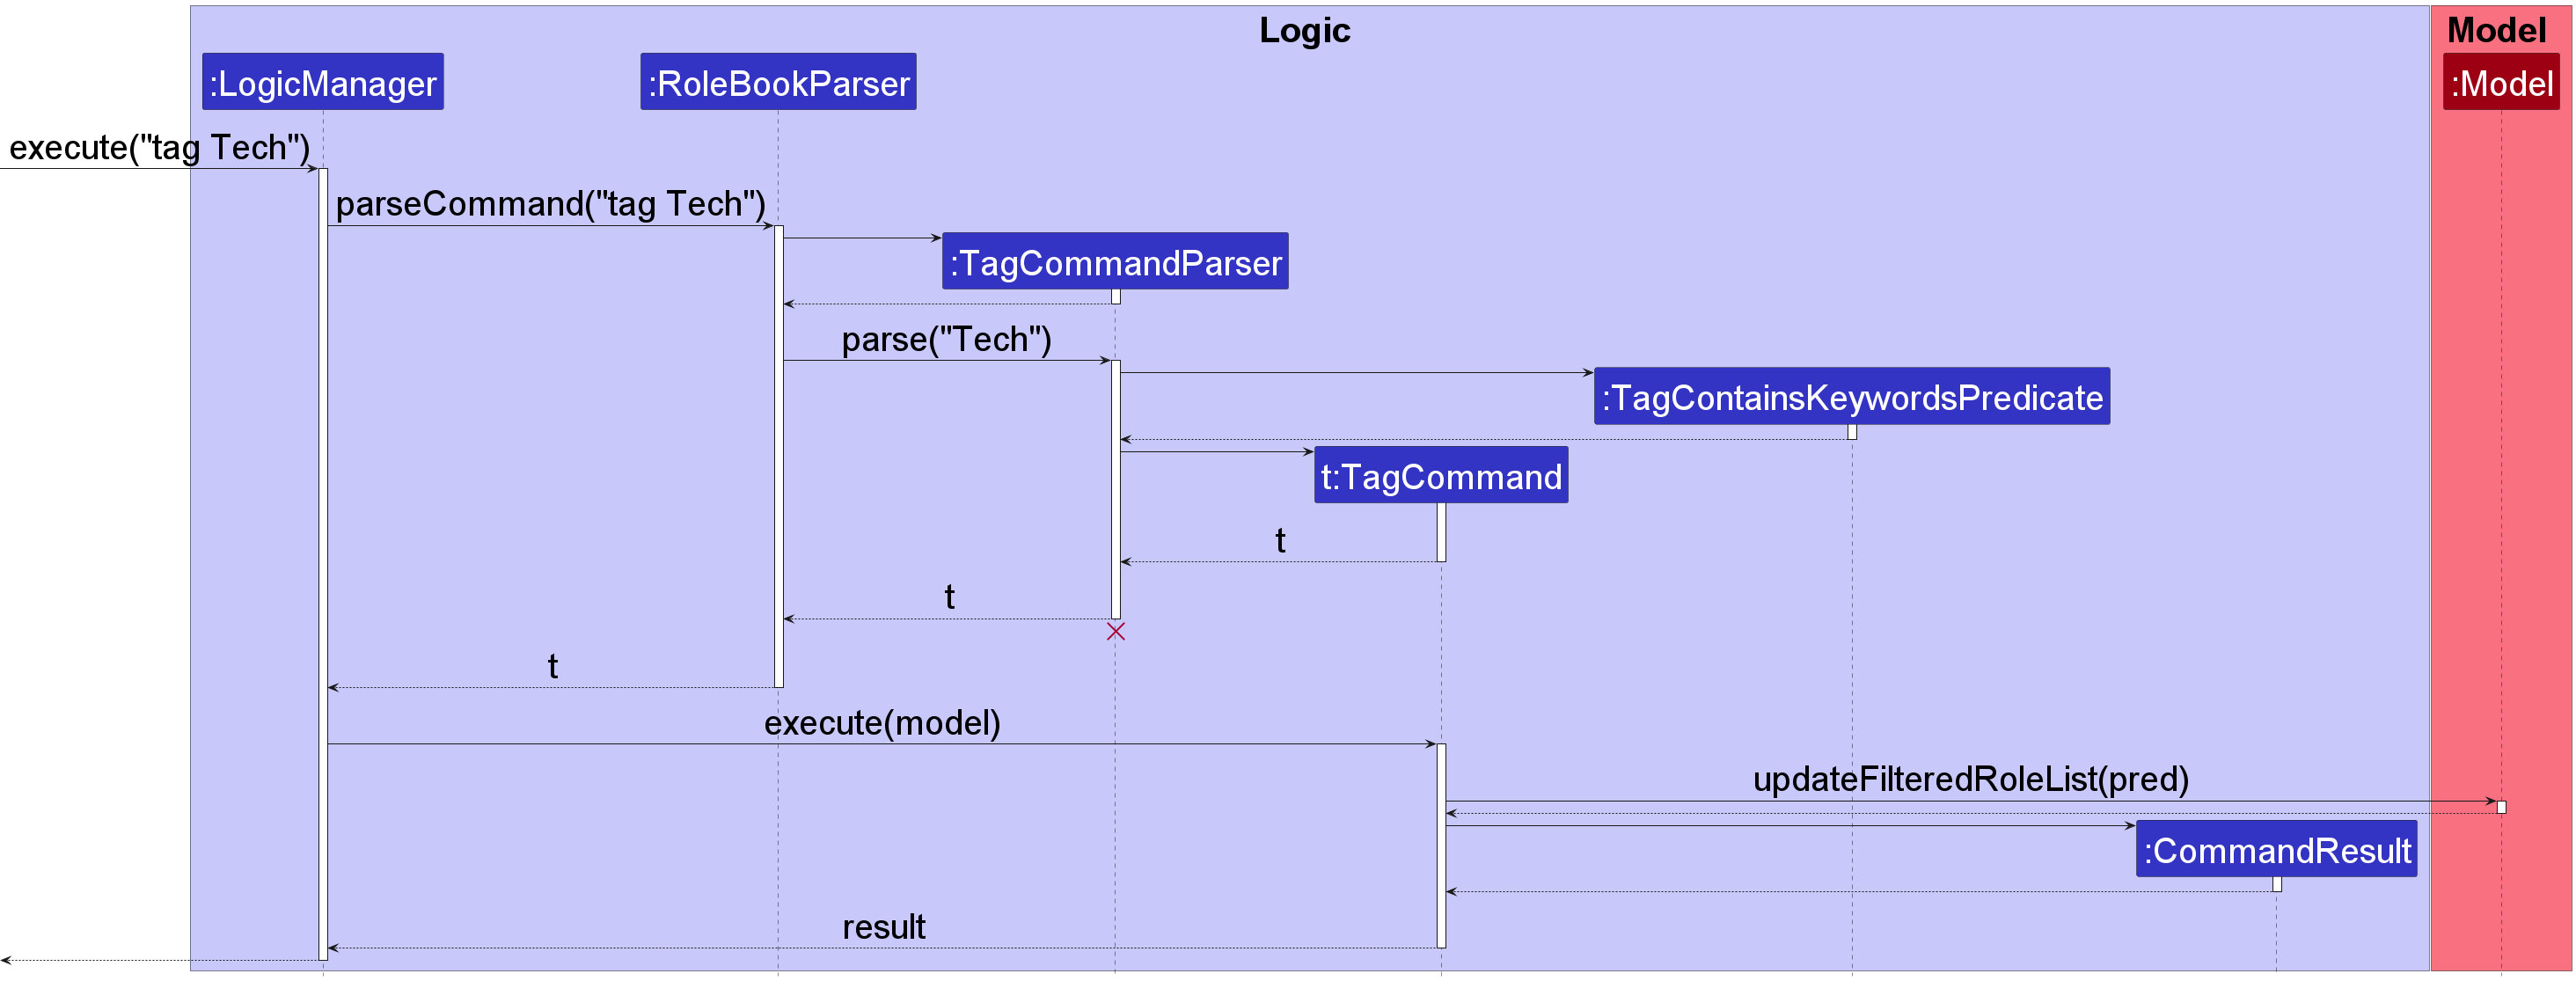 Logic
Model
:LogicManager
:RoleBookParser
:Model
execute("tag Tech")
parseCommand("tag Tech")
:TagCommandParser
parse("Tech")
:TagContainsKeywordsPredicate
t:TagCommand
t
t
t
execute(model)
updateFilteredRoleList(pred)
:CommandResult
result